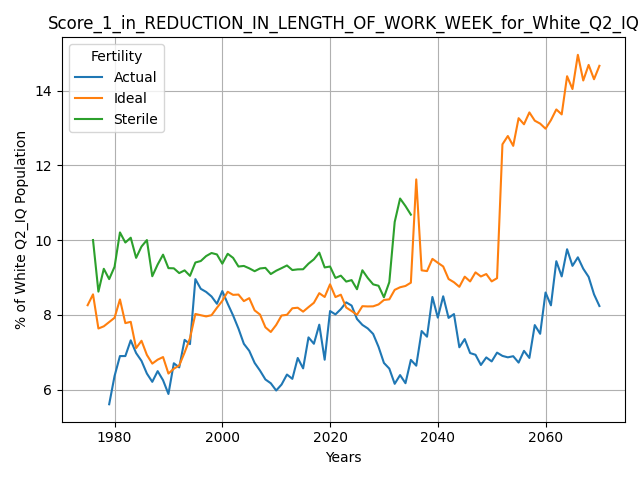 Score_1_in_REDUCTION_IN_LENGTH_OF_WORK_WEEK_for_White_Q2_IQ
Fertility
Actual
Ideal
Sterile
% of White Q2_IQ Population
14
12
10
8
6
1980
2000
2020
2040
2060
Years